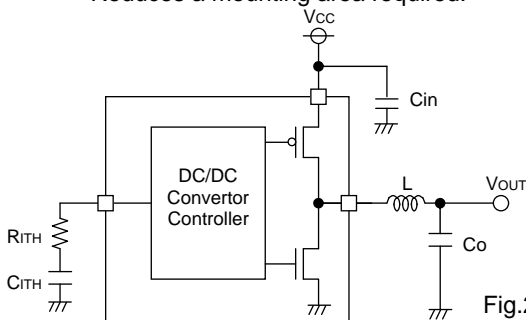 Reduces a mounting area required.
VCC
Cin
DC/DC
Convertor
Controller
L
VOUT
RITH
Co
CITH
Fig.2